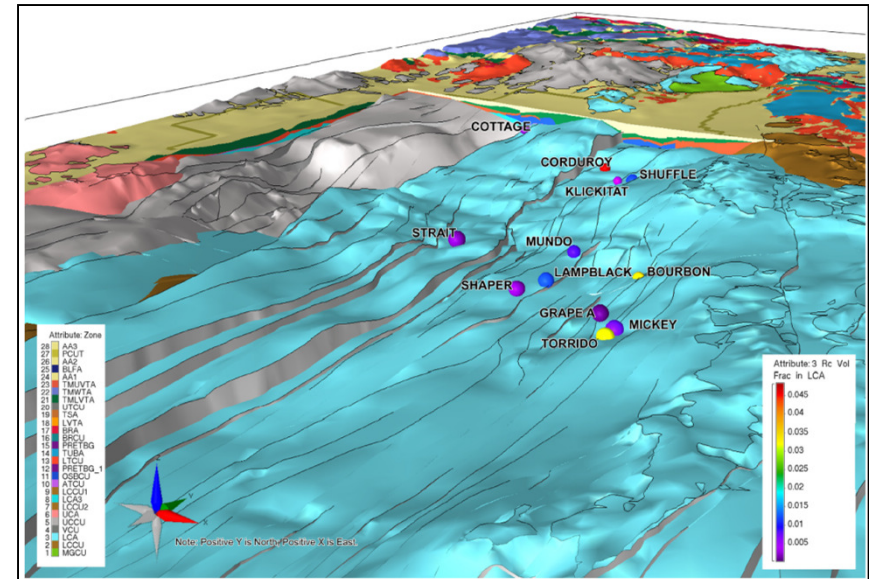 COTTAGE
CORDUROY
SHUFFLE
KLICKITAT
STRAIT
MUNDO
LAMPBLACK
BOURBON
SHAPER
GRAPE A
MICKEY
TORRIDO
Attribute: Zone
28 AA3
27 PCUT
26 AA2
25 BLFA
24 AA1
23 TMUVTA
22 TMWTA
21 TMLVTA
20 UTCU
19 TSA
18 LVTA
17 BRA
16 BRCU
15 PRETBG
14 TUBA
13 LTCU
12 PRETBG_1
11 OSBCU
10 ATCU
9 LCCU1
8 LCA3
7 LCCU2
6 UCA
5 UCCU
4 VCU
3 LCA
2 LCCU
1 MGCU
Attribute: 3 Rc Vol
Frac in LCA
0.045
0.04
0.035
0.03
0.025
0.02
0.015
0.01
0.005
Z
Y
X
Note: Positive Y is North, Positive X is East.